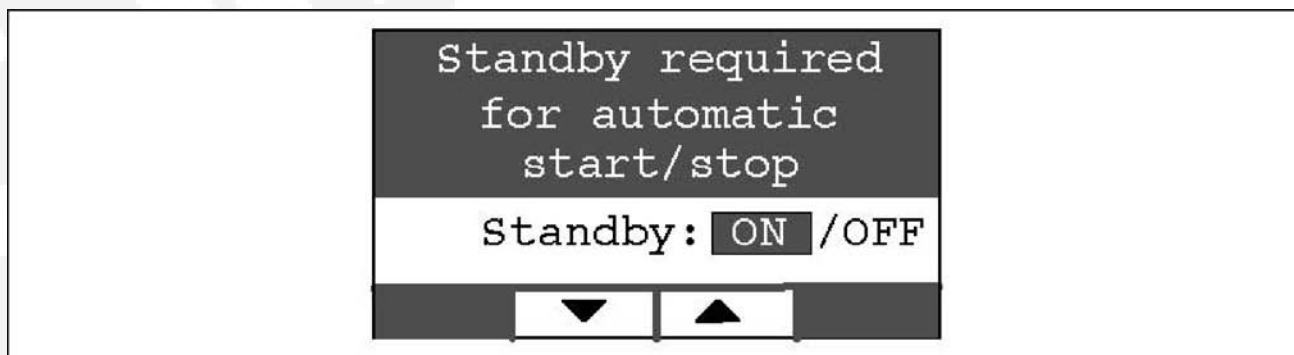 Standby required
for automatic
start/stop
Standby: ON /OFF